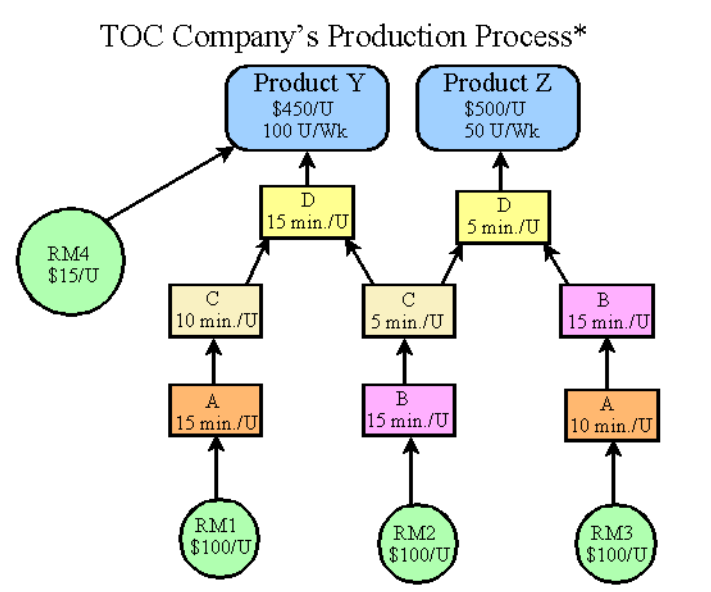 TOC Company's Production Process*
Product Y
$450/U
100 U/Wk
Product Z
$500/U
50 U/Wk
D
15 min./U
D
5 min./U
RM4
$15/U
C
10 min./U
C
5 min./U
B
15 min./U
A
15 min./U
B
15 min./U
A
10 min./U
RM1
$100/U
RM2
$100/U
RM3
$100/U